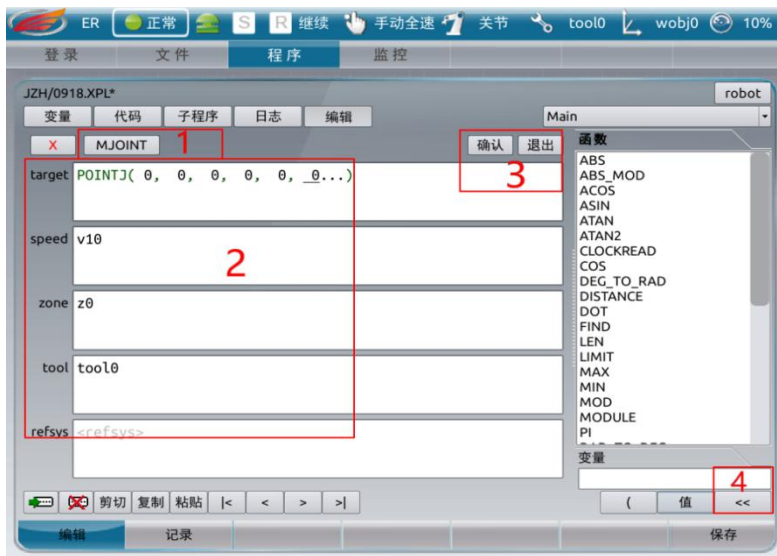 ER 正常 S R 继续 手动全速 关节 tool0 wobj0 10%
登录 文件 程序 监控
JZH/0918.XPL* robot
变量 代码 子程序 日志 编辑 Main
X MJOINT 1 确认 退出 函数
3
target POINTJ( 0, 0, 0, 0, 0, 0...)
ABS
ABS_MOD
ACOS
ASIN
ATAN
speed v10
2
ATAN2
CLOCKREAD
COS
DEG_TO_RAD
zone z0
DISTANCE
DOT
FIND
LEN
LIMIT
tool tool0
MAX
MIN
MOD
MODULE
refsys <refsys>
PI
变量
4
剪切 复制 粘贴 |< < > >| ( 值 <<
编辑 记录 保存